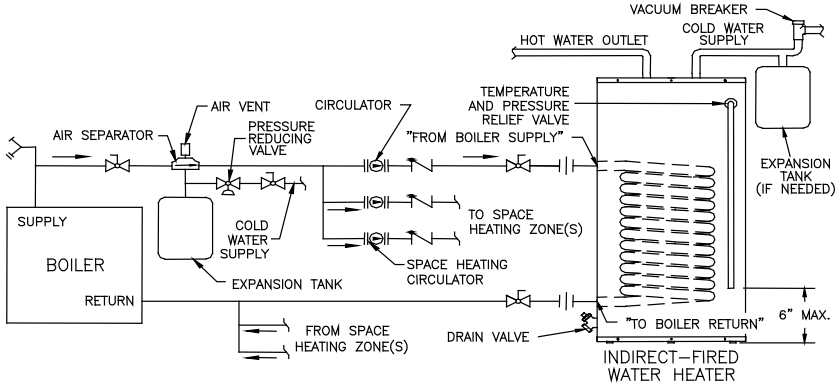 VACUUM BREAKER
COLD WATER
SUPPLY
HOT WATER OUTLET
TEMPERATURE
AND PRESSURE
RELIEF VALVE
AIR VENT
CIRCULATOR
AIR SEPARATOR
PRESSURE
REDUCING
VALVE
"FROM BOILER SUPPLY"
EXPANSION
TANK
(IF NEEDED)
SUPPLY
COLD
WATER
SUPPLY
TO SPACE
HEATING ZONE(S)
BOILER
EXPANSION TANK
SPACE HEATING
CIRCULATOR
RETURN
6" MAX.
"TO BOILER RETURN"
FROM SPACE
HEATING ZONE(S)
DRAIN VALVE
INDIRECT-FIRED
WATER HEATER